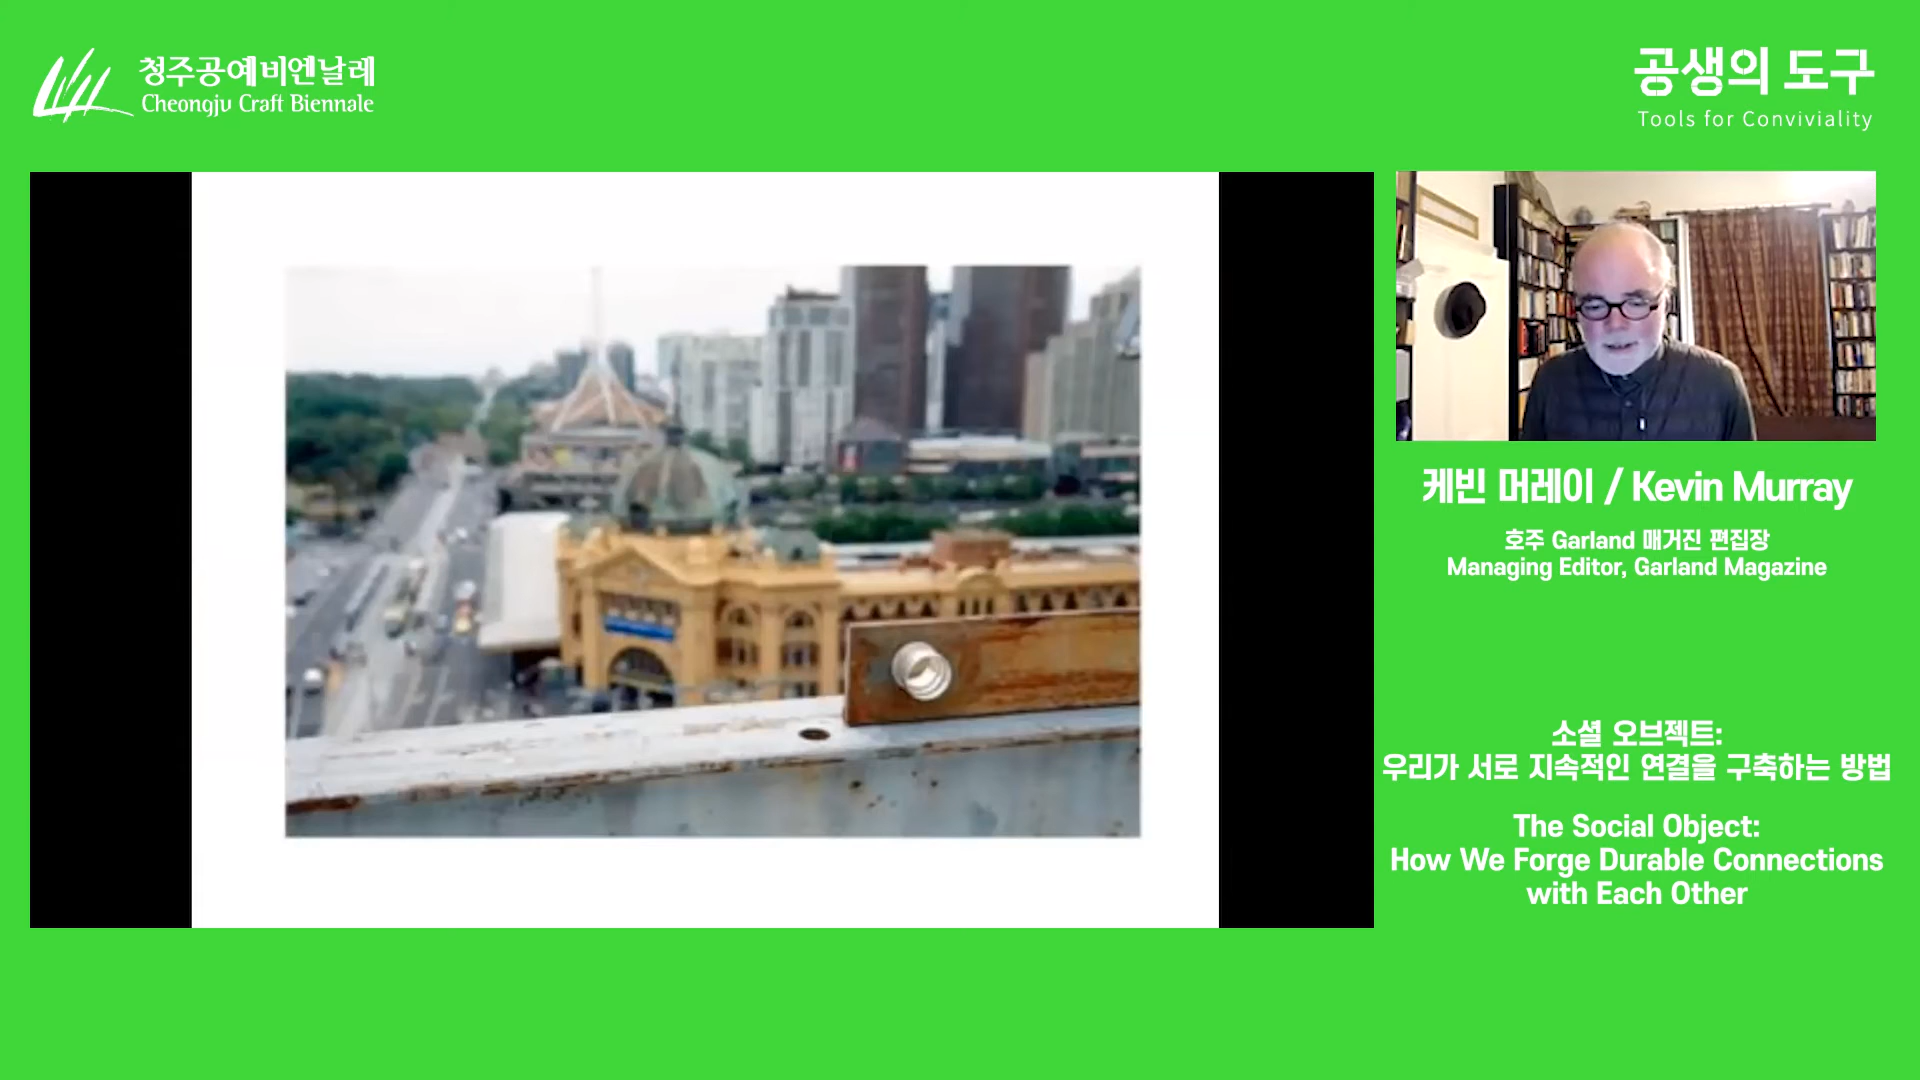 청주공예비엔날레
Cheongju Craft Biennale
공생의 도구
Tools for Conviviality
케빈 머레이 / Kevin Murray
호주 Garland 매거진 편집장
Managing Editor, Garland Magazine
소셜 오브젝트:
우리가 서로 지속적인 연결을 구축하는 방법
The Social Object:
How We Forge Durable Connections
with Each Other